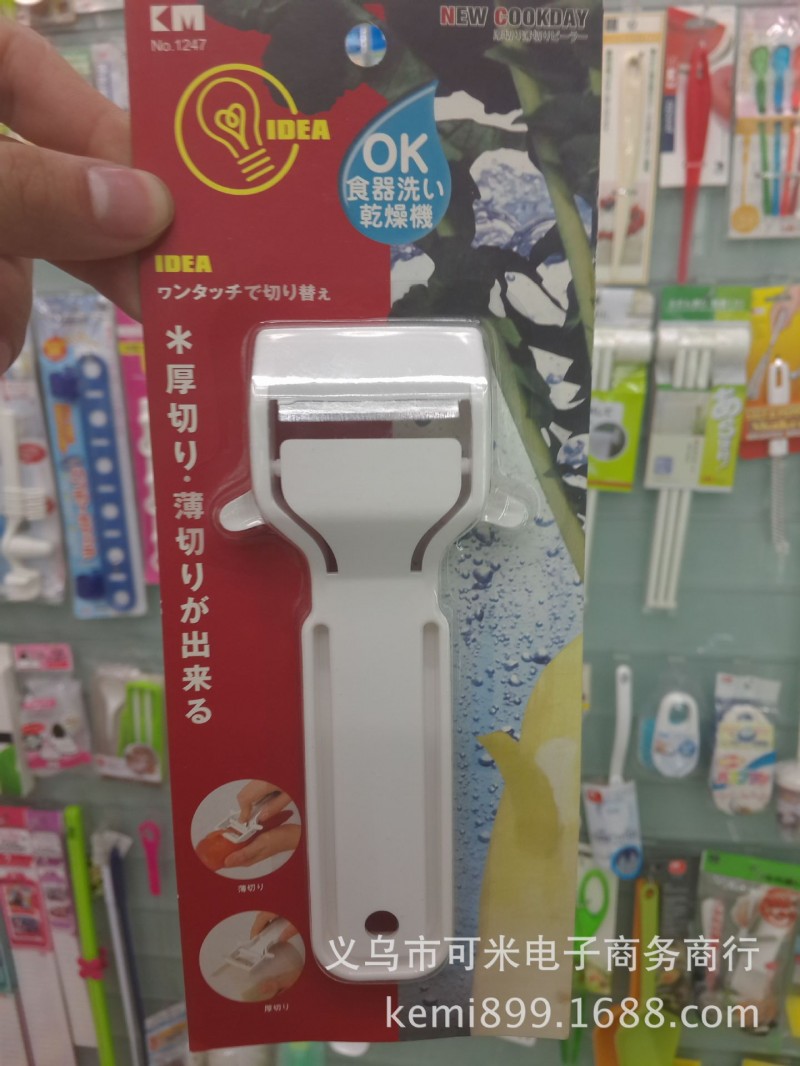 KM
No.1247
NEW COOKDAY
IDEA
OK
食器洗い
乾燥機
IDEA
ワンタッチで切り替え
*厚切り·薄切りが出来る
薄切り
厚切り
义乌市可米电子商务商行
kemi899.1688.com